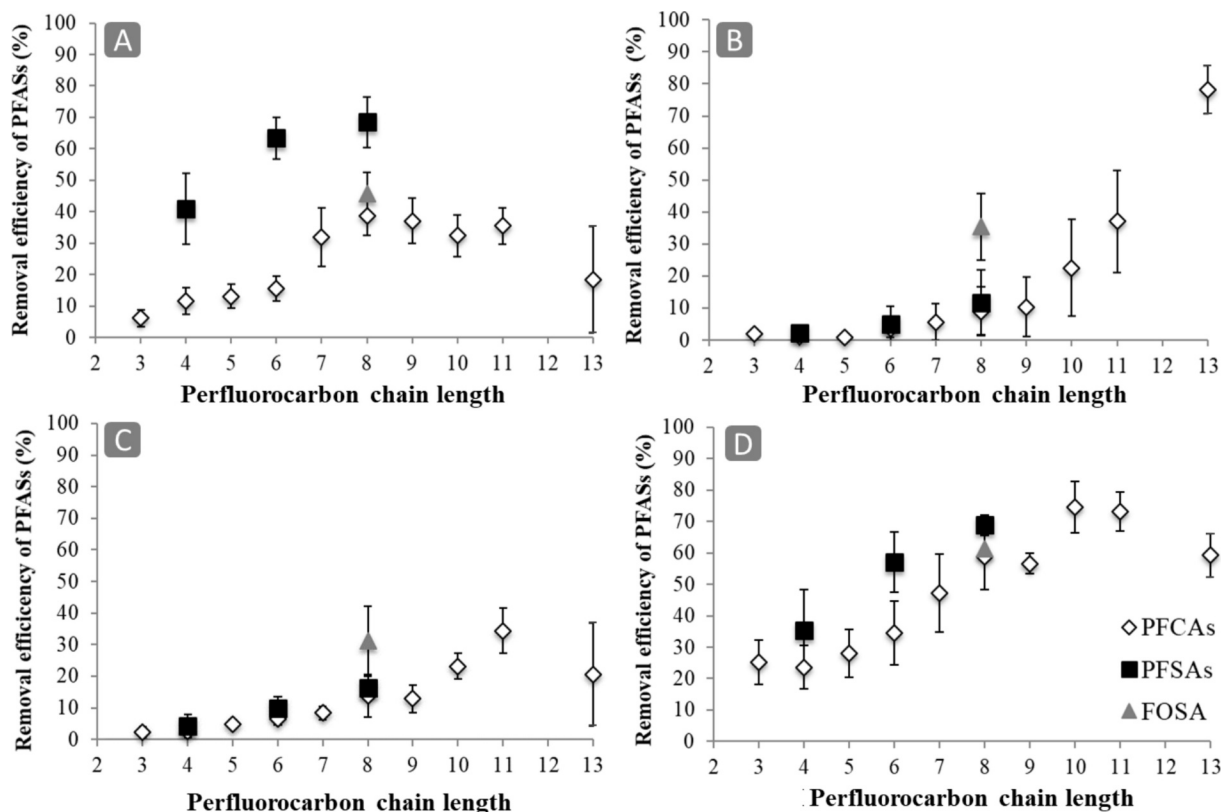 A
Removal efficiency of PFASs (%)
100
90
80
70
60
50
40
30
20
10
0
2 3 4 5 6 7 8 9 10 11 12 13
Perfluorocarbon chain length
B
Removal efficiency of PFASs (%)
100
90
80
70
60
50
40
30
20
10
0
2 3 4 5 6 7 8 9 10 11 12 13
Perfluorocarbon chain length
C
Removal efficicency of PFASs (%)
100
90
80
70
60
50
40
30
20
10
0
2 3 4 5 6 7 8 9 10 11 12 13
Perfluorocarbon chain length
D
Removal efficiency of PFASs (%)
100
90
80
70
60
50
40
30
20
10
0
2 3 4 5 6 7 8 9 10 11 12 13
Perfluorocarbon chain length
PFCAs
PFSAs
FOSA